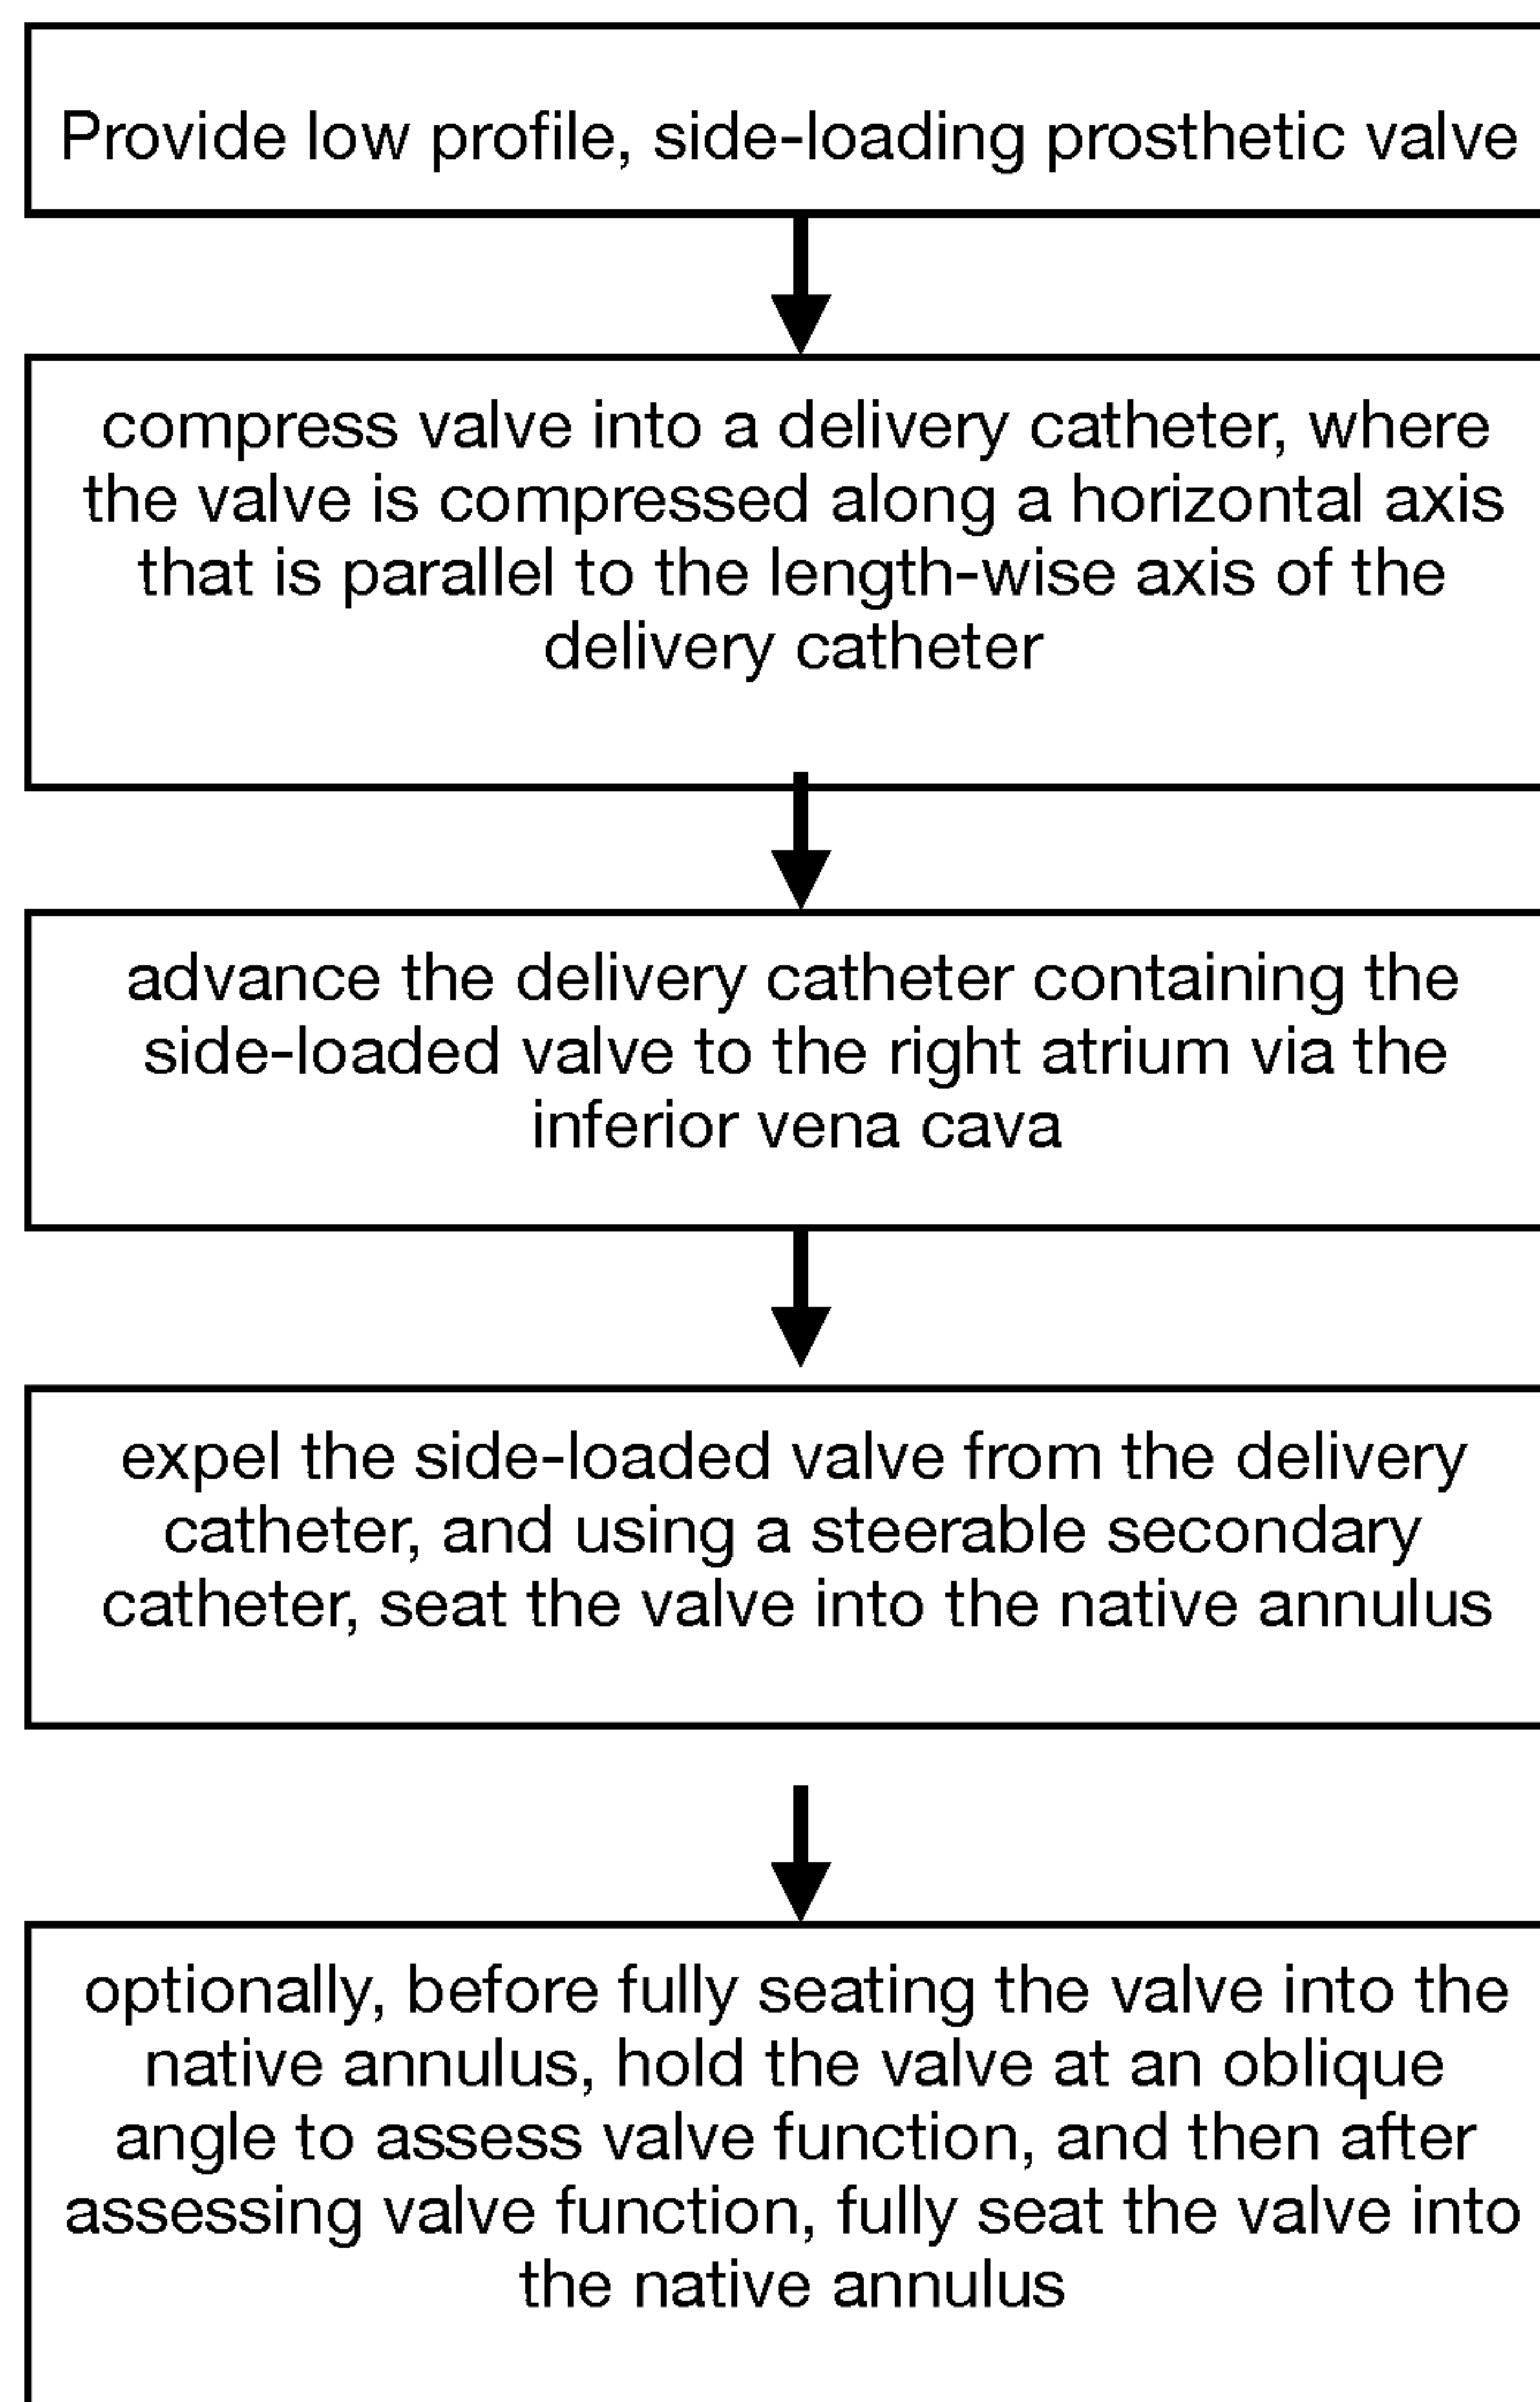 Provide low profile, side-loading prosthetic valve
compress valve into a delivery catheter, where
the valve is compressed along a horizontal axis
that is parallel to the length-wise axis of the
delivery catheter
advance the delivery catheter containing the
side-loaded valve to the right atrium via the
inferior vena cava
expel the side-loaded valve from the delivery
catheter, and using a steerable secondary
catheter, seat the valve into the native annulus
optionally, before fully seating the valve into the
native annulus, hold the valve at an oblique
angle to assess valve function, and then after
assessing valve function, fully seat the valve into
the native annulus